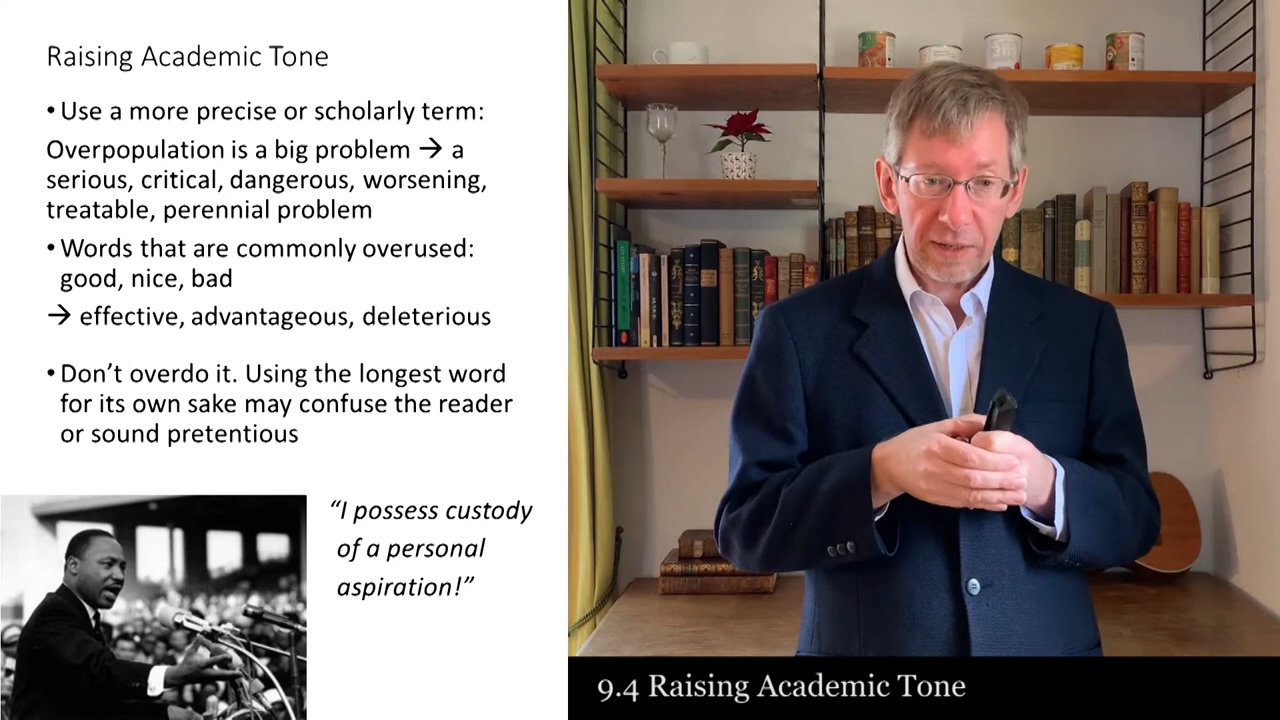 Raising Academic Tone
• Use a more precise or scholarly term:
Overpopulation is a big problem → a
serious, critical, dangerous, worsening,
treatable, perennial problem
• Words that are commonly overused:
good, nice, bad
→ effective, advantageous, deleterious
• Don’t overdo it. Using the longest word
for its own sake may confuse the reader
or sound pretentious
“I possess custody
of a personal
aspiration!”
9.4 Raising Academic Tone